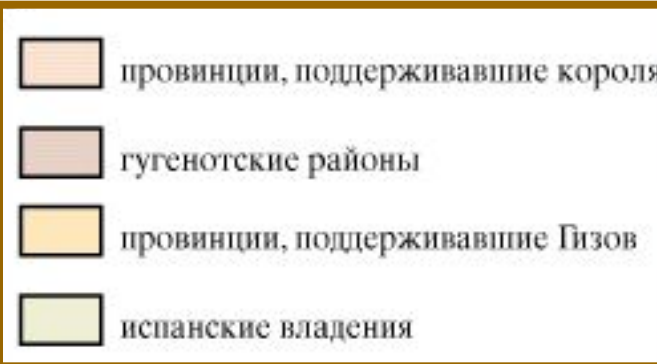 провинции, поддерживавшие короля
гугенотские районы
провинции, поддерживавшие Гизов
испанские владения